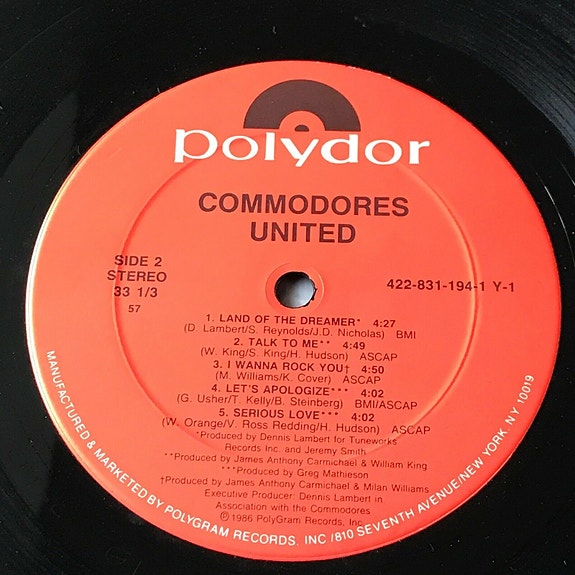 polydor
COMMODORES
UNITED
SIDE 2
STEREO
33 1/3
57
422-831-194-1 Y-1
1. LAND OF THE DREAMER* 4:27
(D. Lambert/S. Reynolds/J.D. Nicholas) BMI
2. TALK TO ME** 4:49
(W. King/S. King/H. Hudson) ASCAP
3. I WANNA ROCK YOU† 4:50
(M. Williams/K. Cover) ASCAP
4. LET'S APOLOGIZE*** 4:02
(G. Usher/T. Kelly/B. Steinberg) BMI/ASCAP
5. SERIOUS LOVE*** 4:02
(W. Orange/V. Ross Redding/H. Hudson) ASCAP
*Produced by Dennis Lambert for Tuneworks
Records Inc. and Jeremy Smith
**Produced by James Anthony Carmichael & William King
***Produced by Greg Mathieson
†Produced by James Anthony Carmichael & Milan Williams
Executive Producer: Dennis Lambert in
Association with the Commodores
℗1986 PolyGram Records, Inc.
MANUFACTURED & MARKETED BY POLYGRAM RECORDS, INC./810 SEVENTH AVENUE/NEW YORK, NY 10019